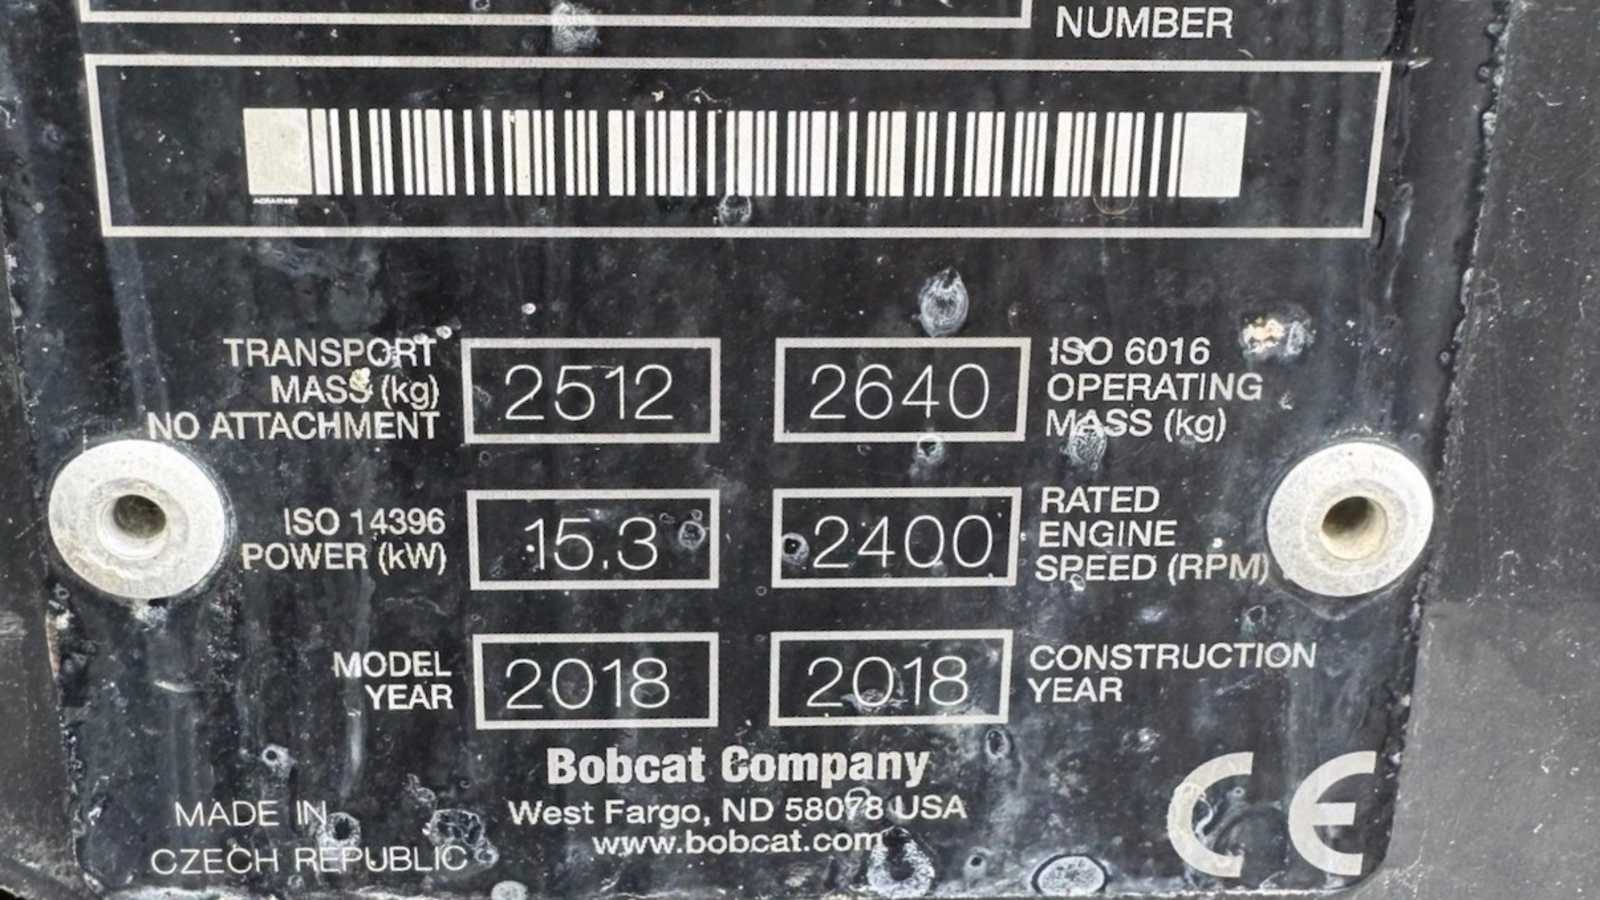 NUMBER
TRANSPORT
MASS (kg)
NO ATTACHMENT
2512
2640
ISO 6016
OPERATING
MASS (kg)
ISO 14396
POWER (kW)
15.3
2400
RATED
ENGINE
SPEED (RPM)
MODEL
YEAR
2018
2018
CONSTRUCTION
YEAR
Bobcat Company
West Fargo, ND 58078 USA
www.bobcat.com
MADE IN
CZECH REPUBLIC
CE